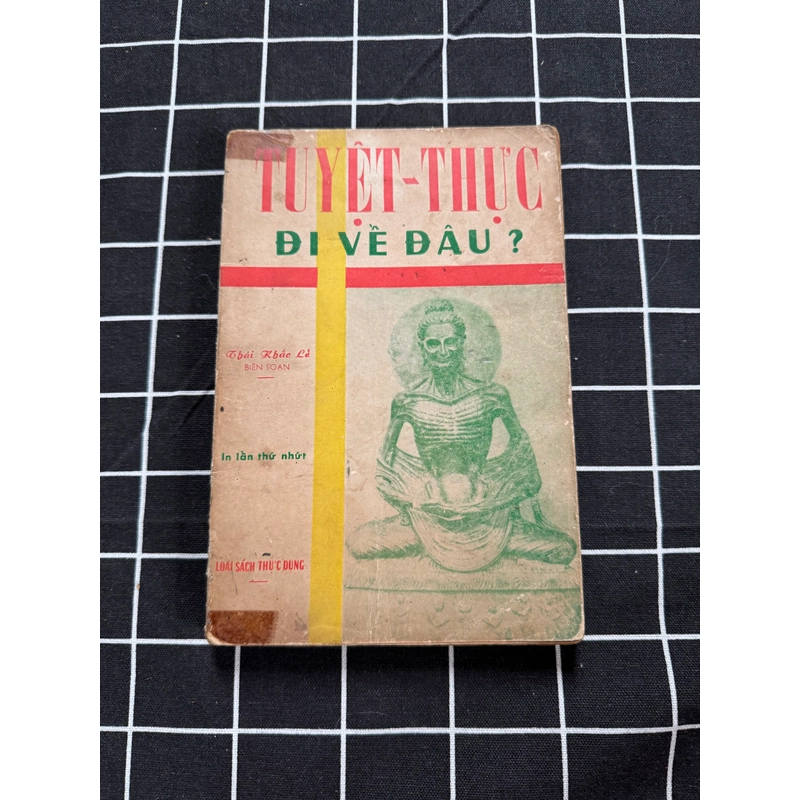 TUYỆT-THỰC
ĐI VỀ ĐÂU ?
Thái Khắc Lễ
BIÊN SOẠN
In lần thứ nhứt
LOẠI SÁCH THỰC DỤNG